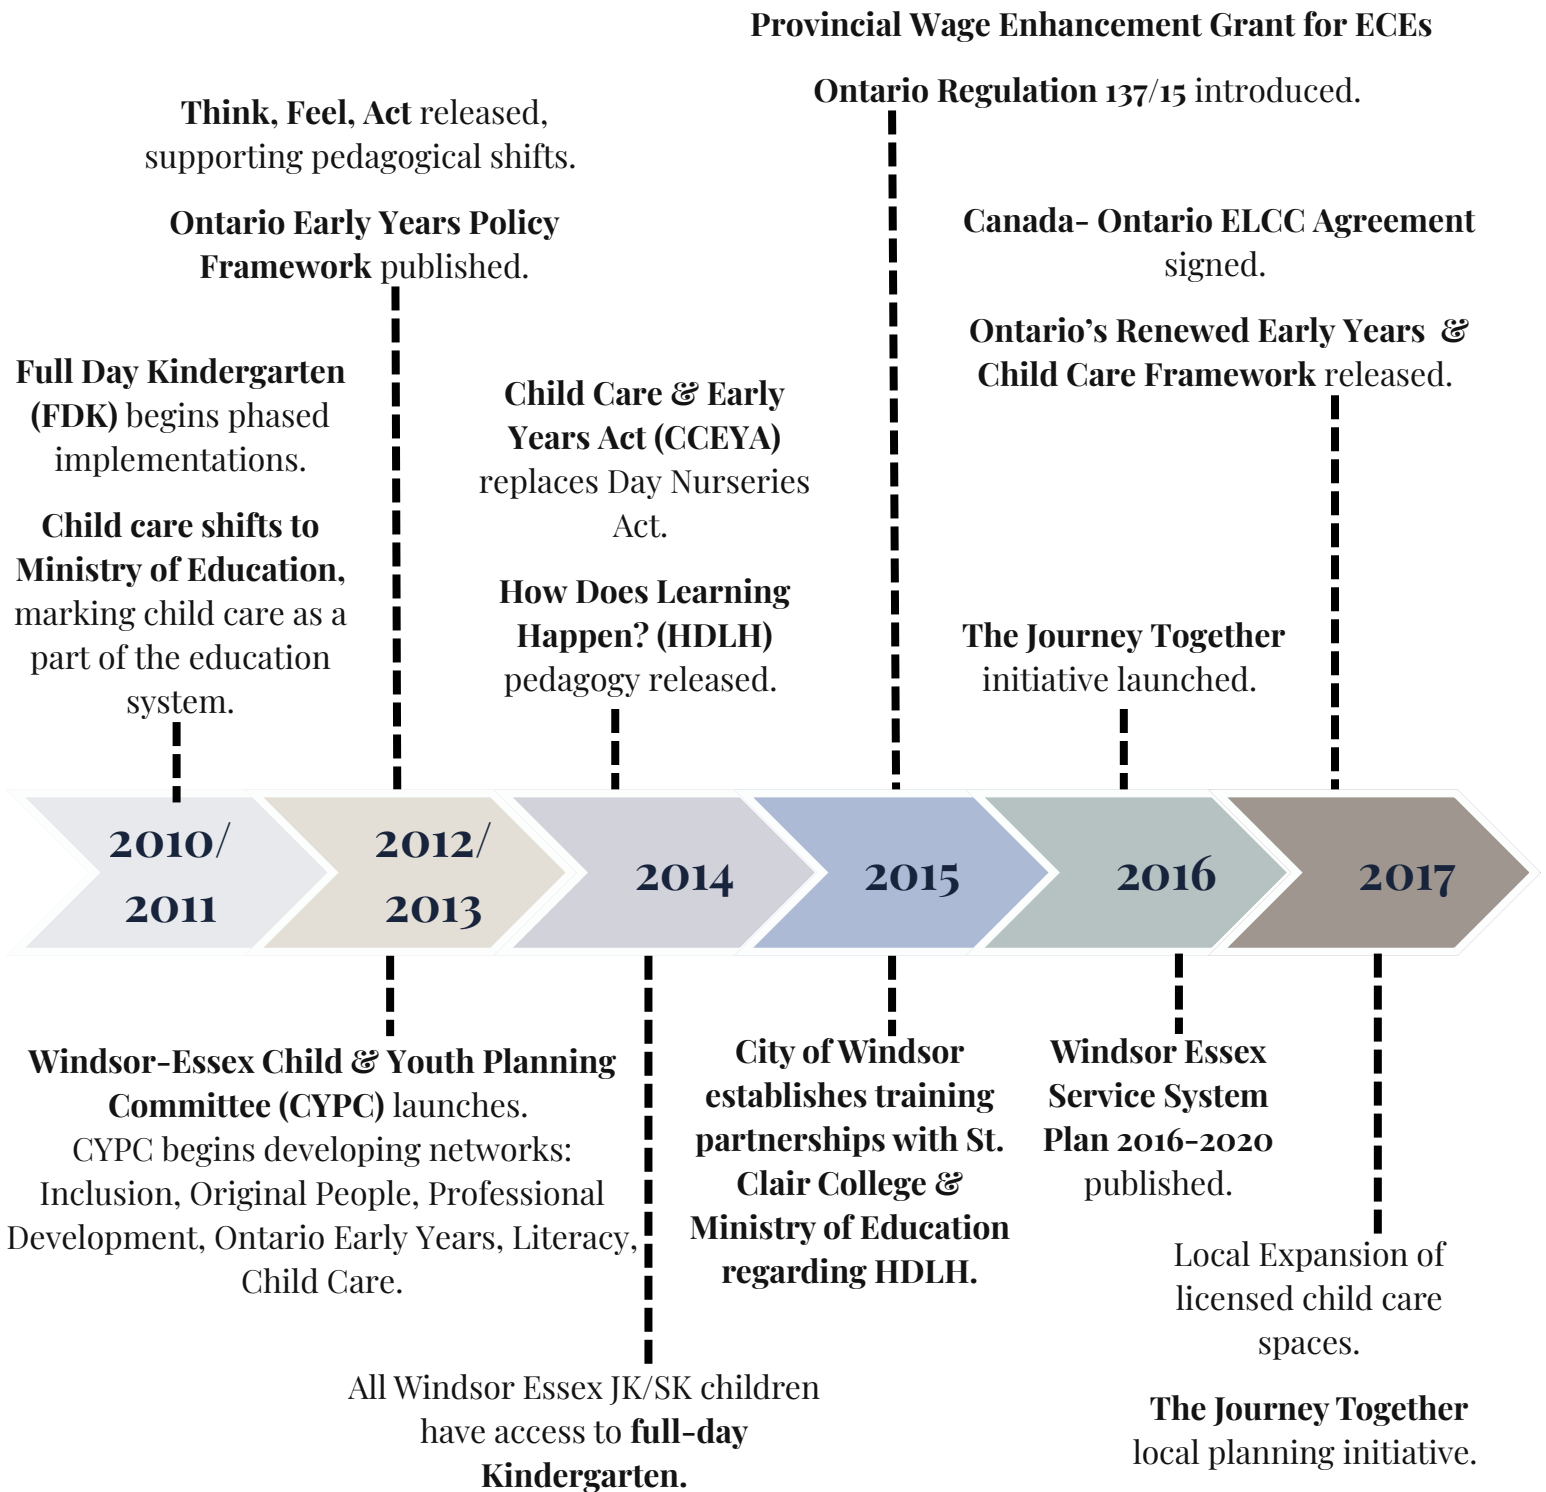 Provincial Wage Enhancement Grant for ECEs
Ontario Regulation 137/15 introduced.
Think, Feel, Act released,
supporting pedagogical shifts.
Ontario Early Years Policy
Framework published.
Canada- Ontario ELCC Agreement
signed.
Ontario’s Renewed Early Years &
Child Care Framework released.
Full Day Kindergarten
(FDK) begins phased
implementations.
Child care shifts to
Ministry of Education,
marking child care as a
part of the education
system.
Child Care & Early
Years Act (CCEYA)
replaces Day Nurseries
Act.
How Does Learning
Happen? (HDLH)
pedagogy released.
The Journey Together
initiative launched.
2010/
2011
2012/
2013
2014
2015
2016
2017
Windsor-Essex Child & Youth Planning
Committee (CYPC) launches.
CYPC begins developing networks:
Inclusion, Original People, Professional
Development, Ontario Early Years, Literacy,
Child Care.
All Windsor Essex JK/SK children
have access to full-day
Kindergarten.
City of Windsor
establishes training
partnerships with St.
Clair College &
Ministry of Education
regarding HDLH.
Windsor Essex
Service System
Plan 2016-2020
published.
Local Expansion of
licensed child care
spaces.
The Journey Together
local planning initiative.